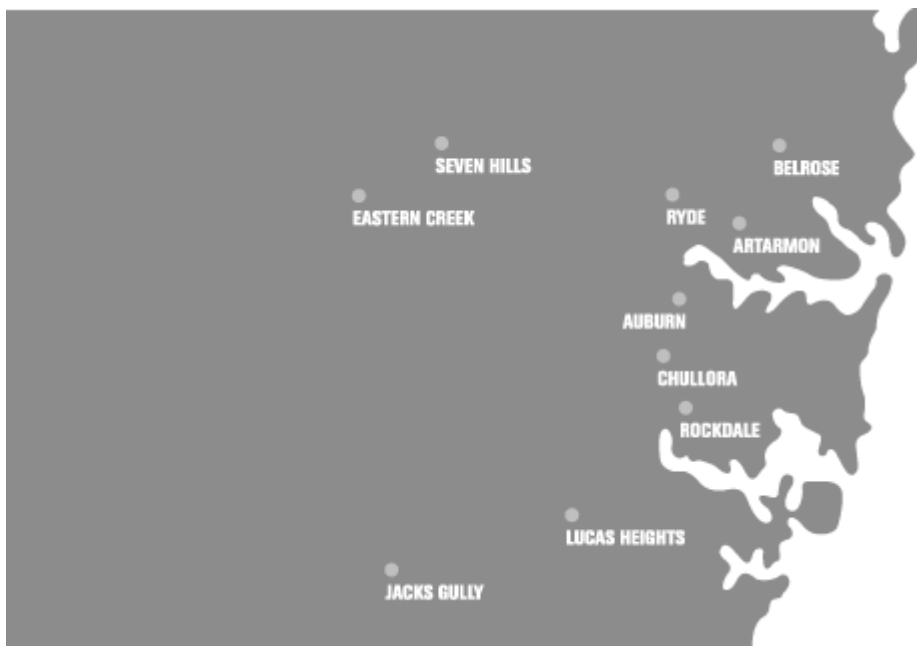 SEVEN HILLS
BELROSE
EASTERN CREEK
RYDE
ARTARMON
AUBURN
CHULLORA
ROCKDALE
LUCAS HEIGHTS
JACKS GULLY